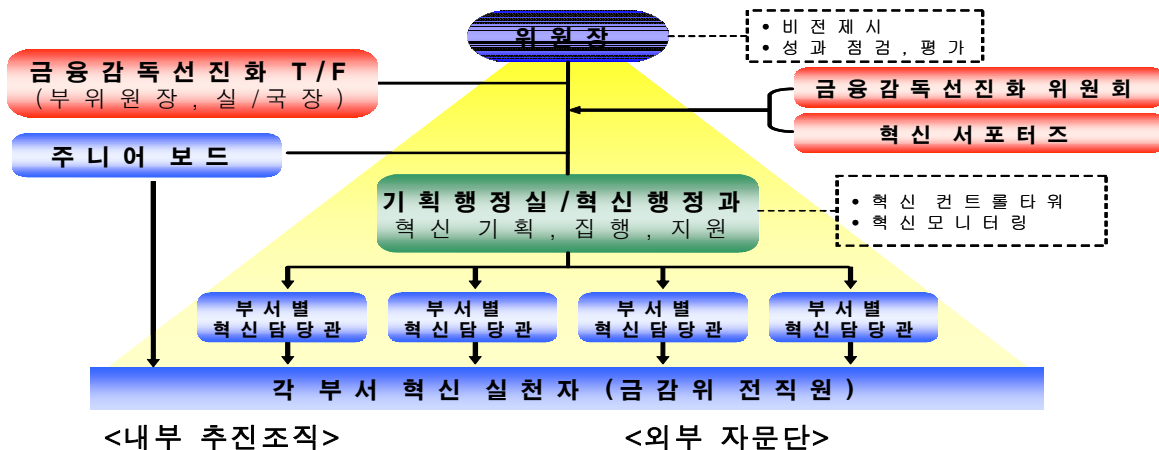 위원장
• 비전제시
• 성과 점검, 평가
금융감독선진화 T/F
(부위원장, 실/국장)
금융감독선진화 위원회
혁신 서포터즈
주니어 보드
기획행정실/혁신행정과
혁신 기획, 집행, 지원
• 혁신 컨트롤타워
• 혁신모니터링
부서별
혁신담당관
부서별
혁신담당관
부서별
혁신담당관
부서별
혁신담당관
각 부서 혁신 실천자 (금감위 전직원)
<내부 추진조직>
<외부 자문단>